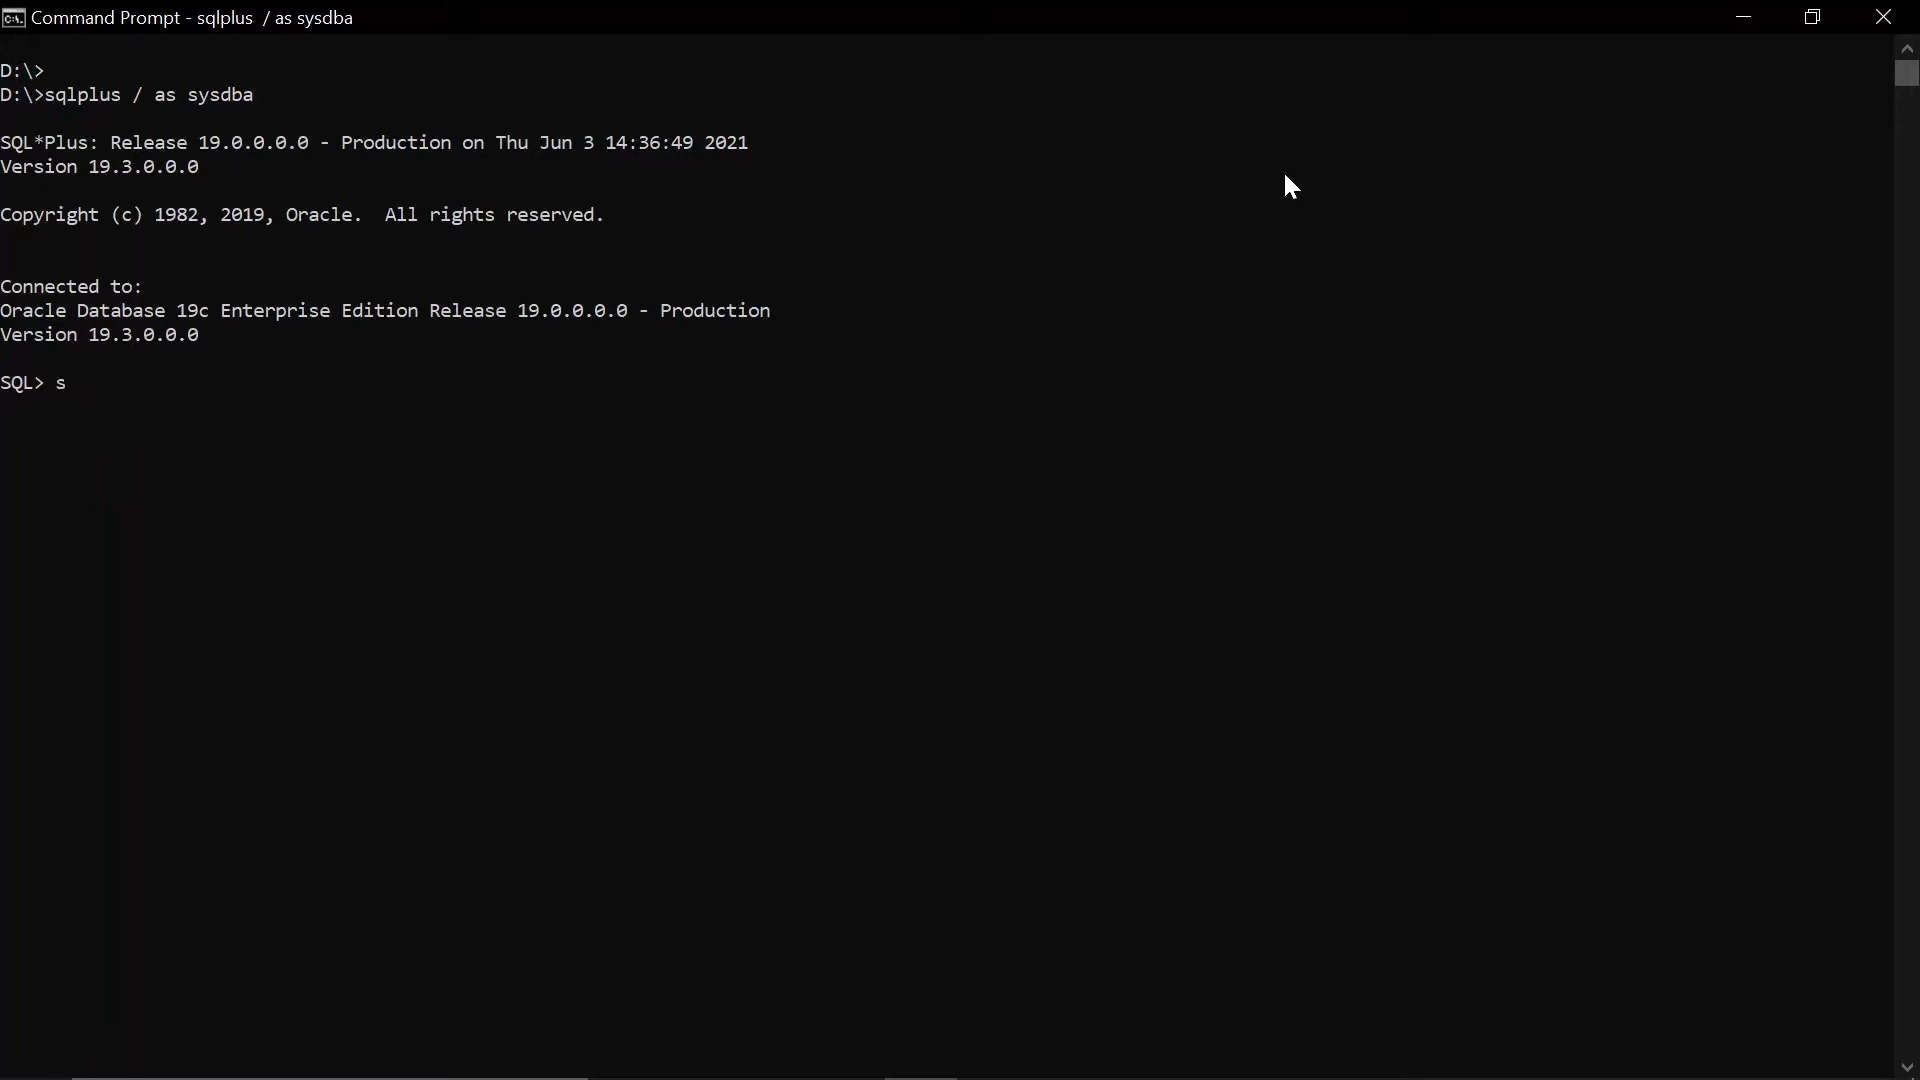 Command Prompt - sqlplus / as sysdba
D:\>
D:\>sqlplus / as sysdba
SQL*Plus: Release 19.0.0.0.0 - Production on Thu Jun 3 14:36:49 2021
Version 19.3.0.0.0
Copyright (c) 1982, 2019, Oracle.  All rights reserved.
Connected to:
Oracle Database 19c Enterprise Edition Release 19.0.0.0.0 - Production
Version 19.3.0.0.0
SQL> s